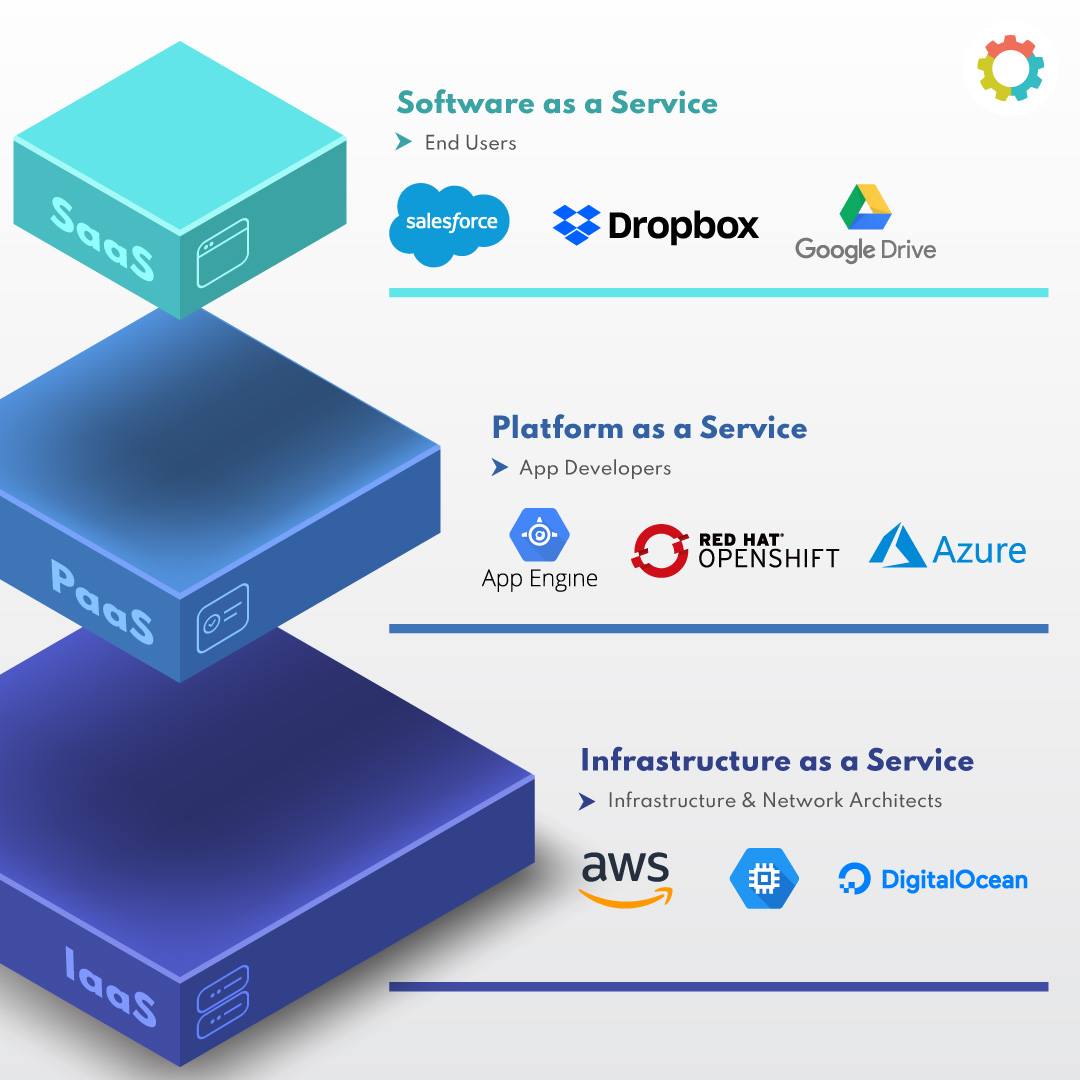 SaaS
Software as a Service
End Users
salesforce
Dropbox
Google Drive
PaaS
Platform as a Service
App Developers
App Engine
RED HAT®
OPENSHIFT
Azure
IaaS
Infrastructure as a Service
Infrastructure & Network Architects
aws
DigitalOcean